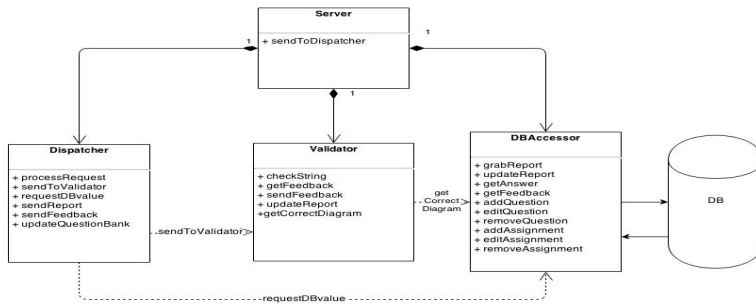 Server
+ sendToDispatcher
1
1
1
Dispatcher
+ processRequest
+ sendToValidator
+ requestDBvalue
+ sendReport
+ sendFeedback
+ updateQuestionBank
sendToValidator
Validator
+ checkString
+ getFeedback
+ sendFeedback
+ updateReport
+getCorrectDiagram
get
Correct
Diagram
DBAccessor
+ grabReport
+ updateReport
+ getAnswer
+ getFeedback
+ addQuestion
+ editQuestion
+ removeQuestion
+ addAssignment
+ editAssignment
+ removeAssignment
DB
requestDBvalue